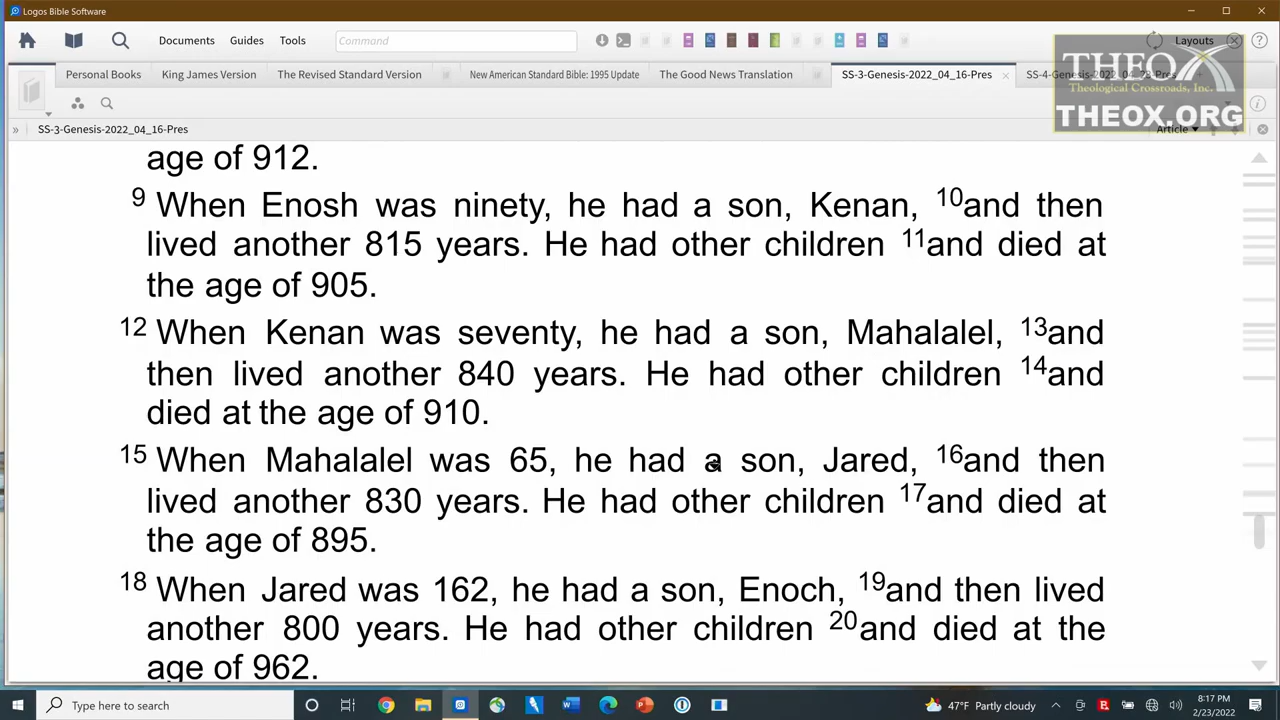 Logos Bible Software
Documents Guides Tools Command Layouts
Personal Books King James Version The Revised Standard Version New American Standard Bible: 1995 Update The Good News Translation SS-3-Genesis-2022_04_16-Pres SS-4-Genesis-2022_04_23-Pres
THEOX
Theological Crossroads, Inc.
THEOX.ORG
SS-3-Genesis-2022_04_16-Pres Article
age of 912.
9 When Enosh was ninety, he had a son, Kenan, 10and then
lived another 815 years. He had other children 11and died at
the age of 905.
12 When Kenan was seventy, he had a son, Mahalalel, 13and
then lived another 840 years. He had other children 14and
died at the age of 910.
15 When Mahalalel was 65, he had a son, Jared, 16and then
lived another 830 years. He had other children 17and died at
the age of 895.
18 When Jared was 162, he had a son, Enoch, 19and then lived
another 800 years. He had other children 20and died at the
age of 962.
Type here to search 47°F Partly cloudy 8:17 PM
2/23/2022